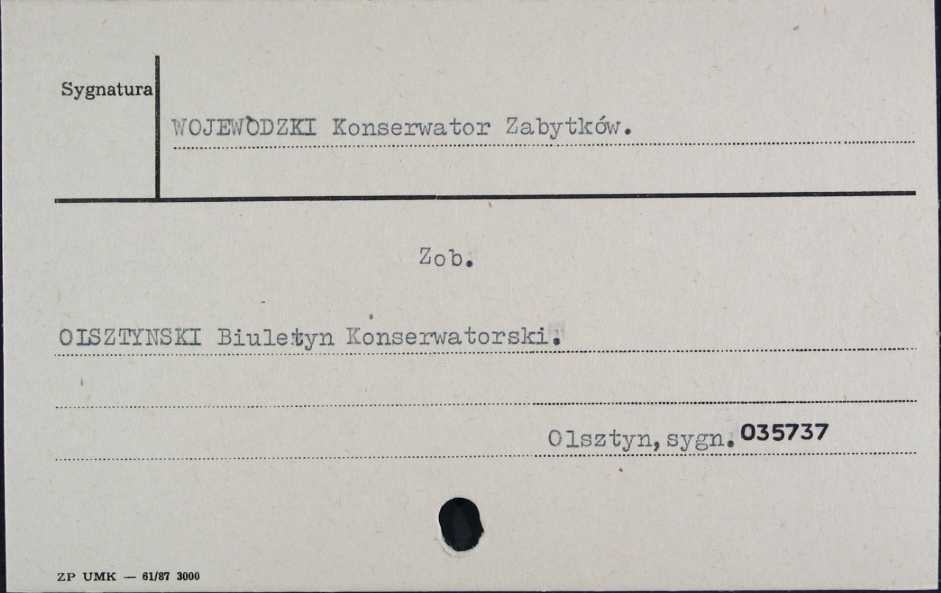 Sygnatura
WOJEWÓDZKI Konserwator Zabytków.
Zob.
OLSZTYNSKI Biuletyn Konserwatorski.
Olsztyn, sygn. 035737
ZP UMK — 61/87 3000